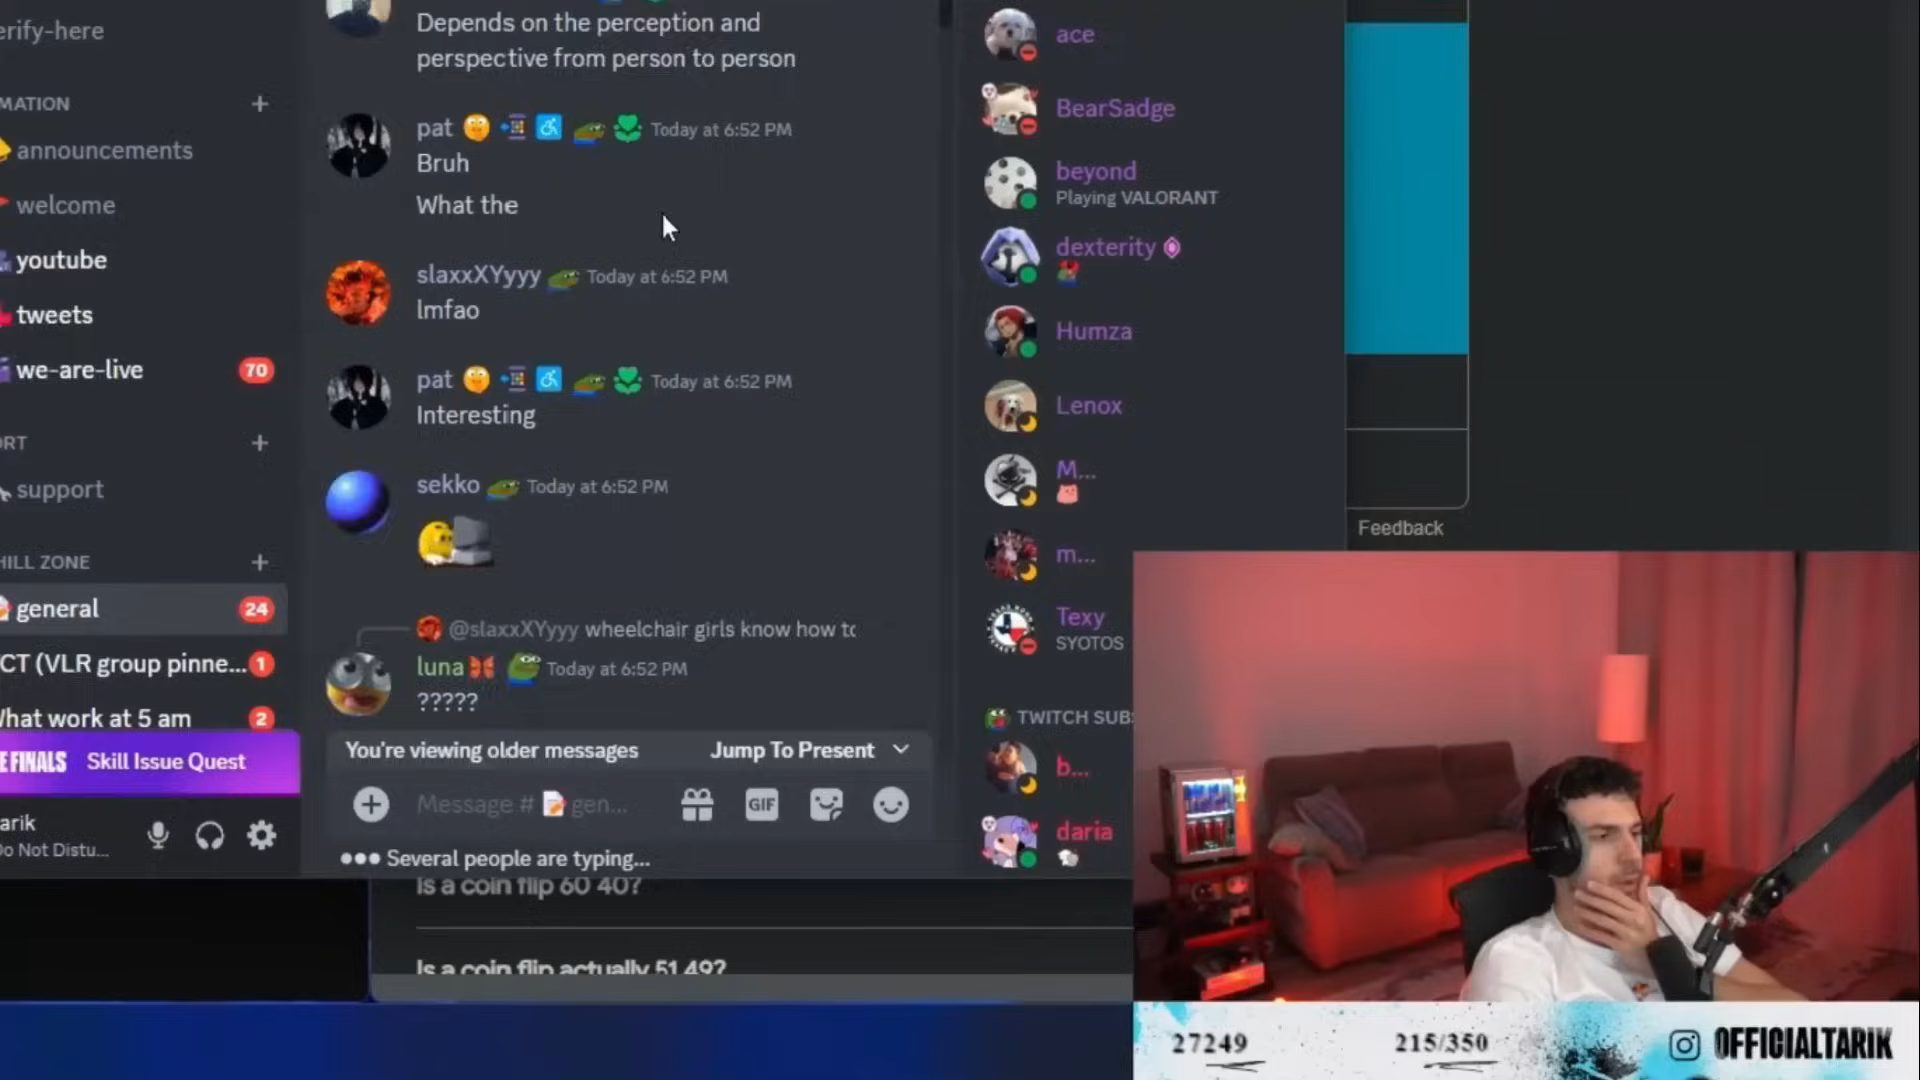 erify-here
MATION
announcements
welcome
youtube
tweets
we-are-live
70
ORT
support
HILL ZONE
general
24
CT (VLR group pinne...
1
hat work at 5 am
2
E FINALS
Skill Issue Quest
arik
Do Not Distu...
Depends on the perception and
perspective from person to person
pat
Today at 6:52 PM
Bruh
What the
slaxxXYyyy
Today at 6:52 PM
lmfao
pat
Today at 6:52 PM
Interesting
sekko
Today at 6:52 PM
@slaxxXYyyy wheelchair girls know how to
luna
Today at 6:52 PM
?????
You're viewing older messages
Jump To Present
Message #
gen...
GIF
Several people are typing...
Is a coin flip 60 40?
Is a coin flip actually 51 49?
ace
BearSadge
beyond
Playing VALORANT
dexterity
Humza
Lenox
M...
m...
Texy
SYOTOS
TWITCH SUBS
b...
daria
Feedback
27249
215/350
OFFICIALTARIK